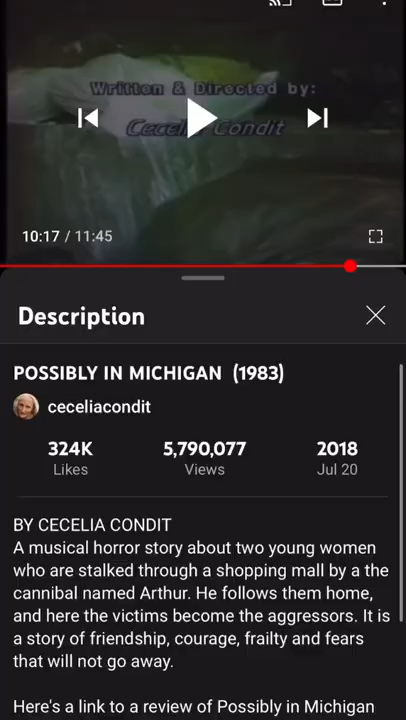 Written & Directed by:
Cecelia Condit
10:17 / 11:45
Description
POSSIBLY IN MICHIGAN (1983)
ceceliacondit
324K
5,790,077
2018
Likes
Views
Jul 20
BY CECELIA CONDIT
A musical horror story about two young women
who are stalked through a shopping mall by a the
cannibal named Arthur. He follows them home,
and here the victims become the aggressors. It is
a story of friendship, courage, frailty and fears
that will not go away.
Here's a link to a review of Possibly in Michigan